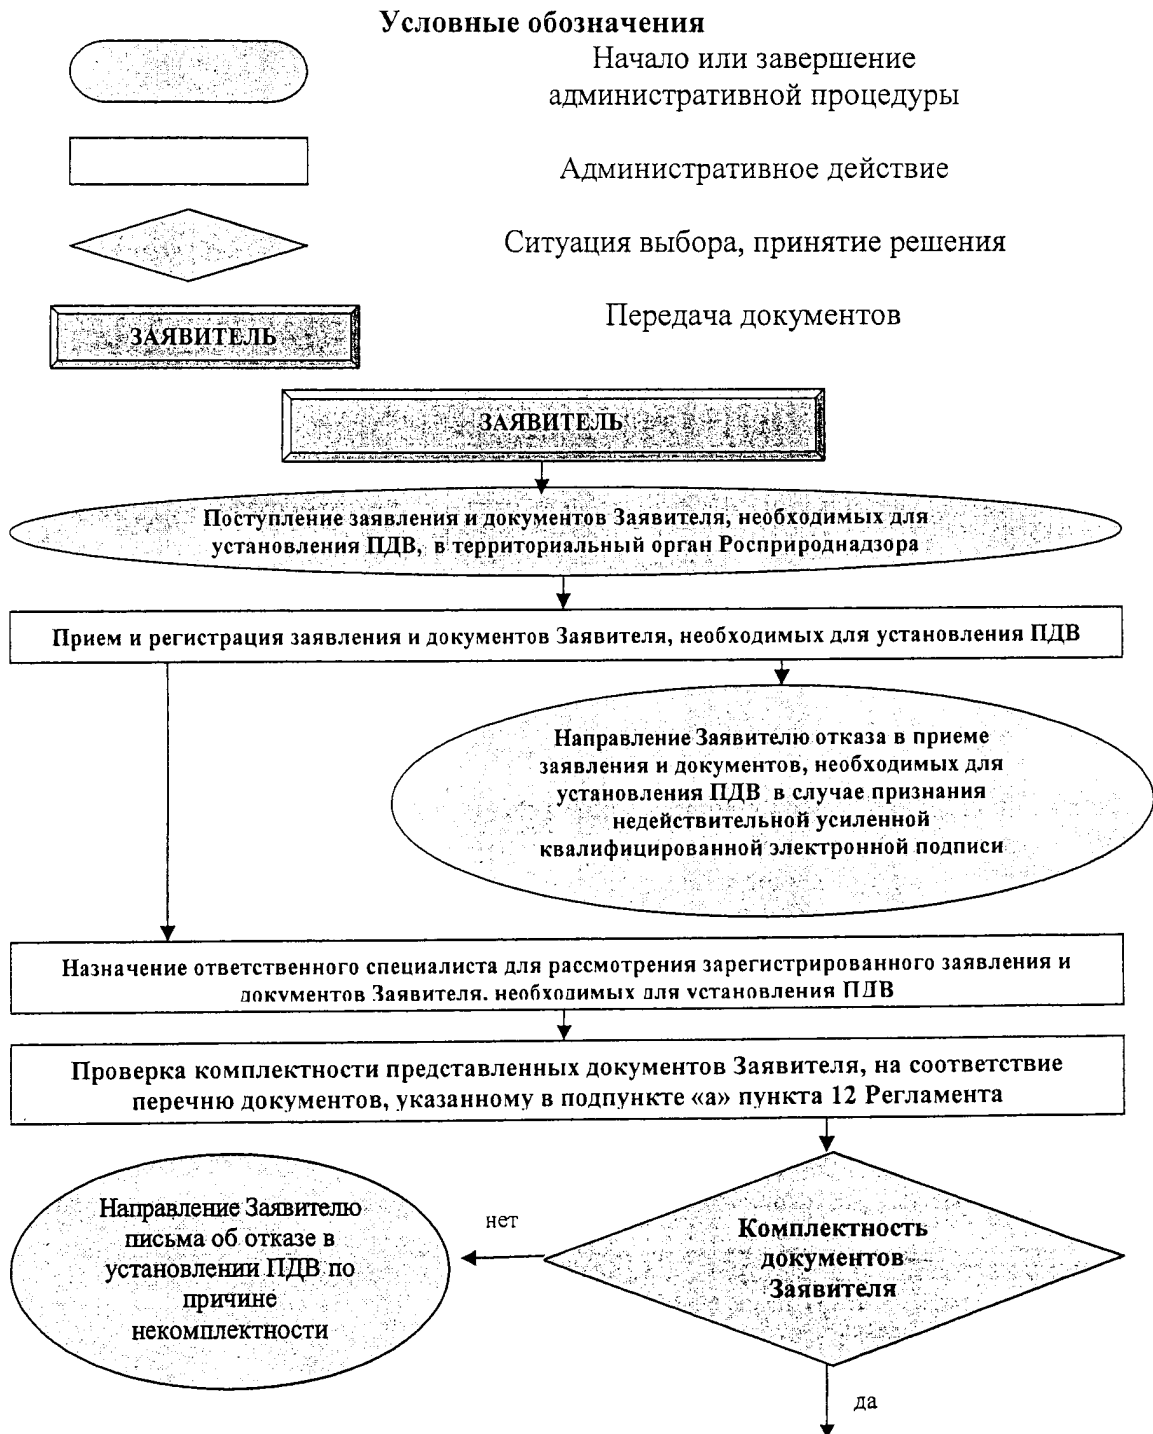 Условные обозначения
Начало или завершение
административной процедуры
Административное действие
Ситуация выбора, принятие решения
ЗАЯВИТЕЛЬ
Передача документов
ЗАЯВИТЕЛЬ
Поступление заявления и документов Заявителя, необходимых для
установления ПДВ, в территориальный орган Росприроднадзора
Прием и регистрация заявления и документов Заявителя, необходимых для установления ПДВ
Направление Заявителю отказа в приеме
заявления и документов, необходимых для
установления ПДВ в случае признания
недействительной усиленной
квалифицированной электронной подписи
Назначение ответственного специалиста для рассмотрения зарегистрированного заявления и
документов Заявителя, необходимых для установления ПДВ
Проверка комплектности представленных документов Заявителя, на соответствие
перечню документов, указанному в подпункте «а» пункта 12 Регламента
Направление Заявителю
письма об отказе в
установлении ПДВ по
причине
некомплектности
нет
Комплектность
документов
Заявителя
да